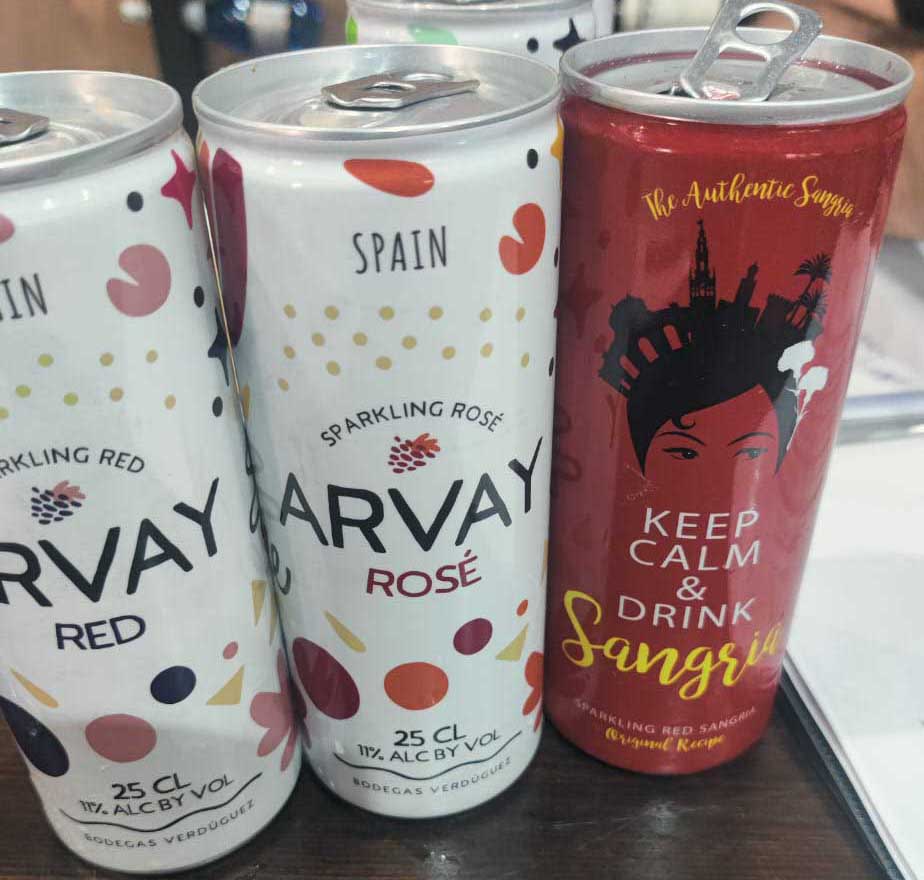 IN
RKLING RED
RVAY
RED
25 CL
11% ALC BY VOL
BODEGAS VERDÚGUEZ
SPAIN
SPARKLING ROSÉ
ARVAY
ROSÉ
25 CL
11% ALC BY VOL
BODEGAS VERDÚGUEZ
The Authentic Sangria
KEEP
CALM
&
DRINK
Sangria
SPARKLING RED SANGRIA
Original Recipe